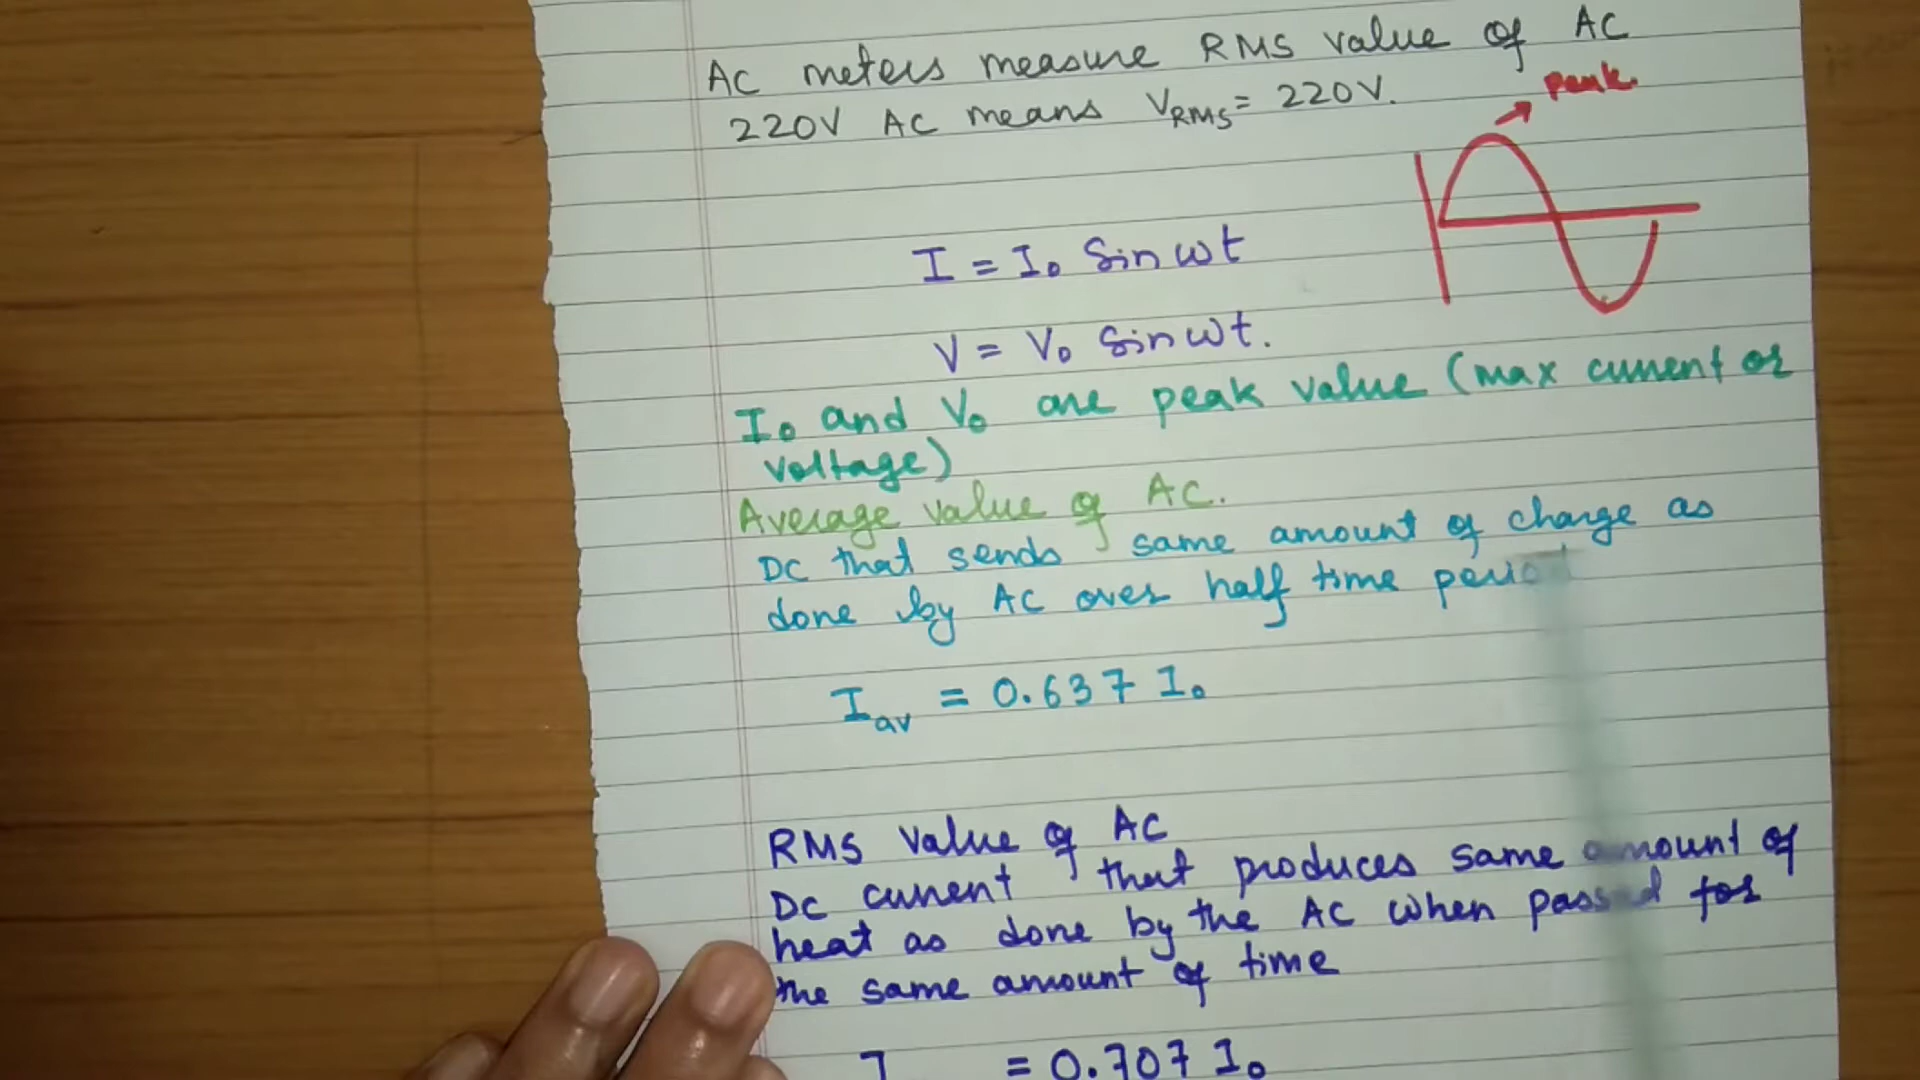 AC meters measure RMS value of AC
220V AC means VRMS = 220V.
peak.
I = I₀ Sin wt
V = V₀ Sin wt.
I₀ and V₀ are peak value (max current or
voltage)
Average value of AC.
DC that sends same amount of charge as
done by AC over half time period
Iav = 0.637 I₀
RMS value of AC
DC current that produces same amount of
heat as done by the AC when passed for
the same amount of time
= 0.707 I₀